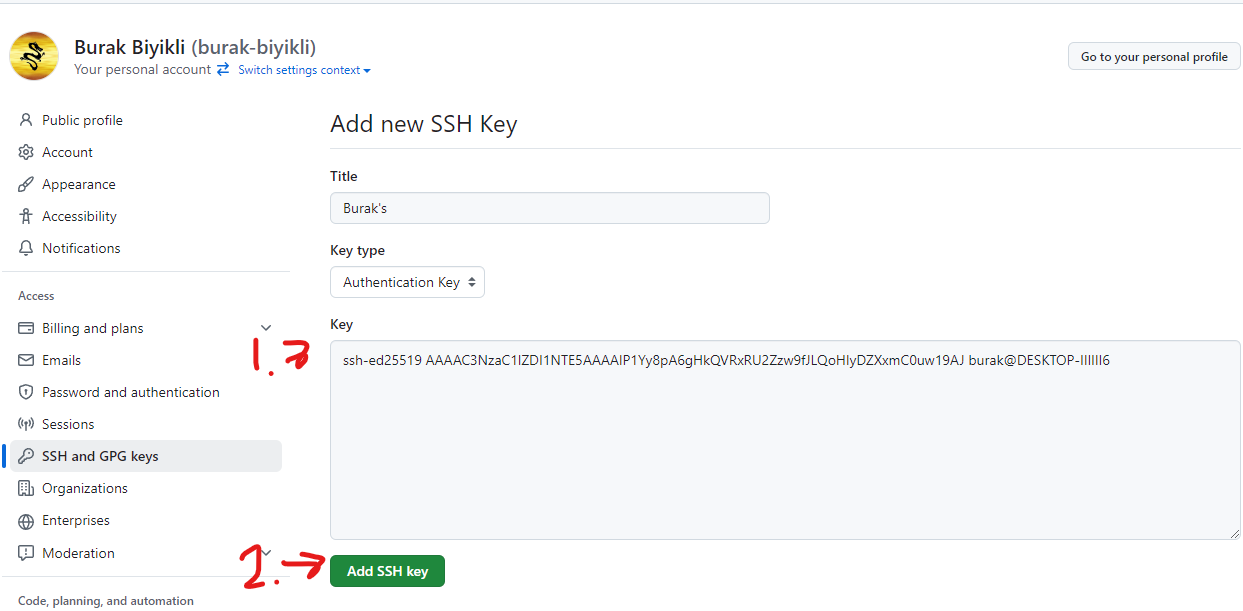 Burak Biyikli (burak-biyikli)
Your personal account Switch settings context
Go to your personal profile
Public profile
Account
Appearance
Accessibility
Notifications
Access
Billing and plans
Emails
Password and authentication
Sessions
SSH and GPG keys
Organizations
Enterprises
Moderation
Code, planning, and automation
Add new SSH Key
Title
Burak's
Key type
Authentication Key
Key
1.
ssh-ed25519 AAAAC3NzaC1lZDI1NTE5AAAAIP1Yy8pA6gHkQVRxRU2Zzw9fJLQoHIyDZXxmC0uw19AJ burak@DESKTOP-IIIIII6
2.
Add SSH key